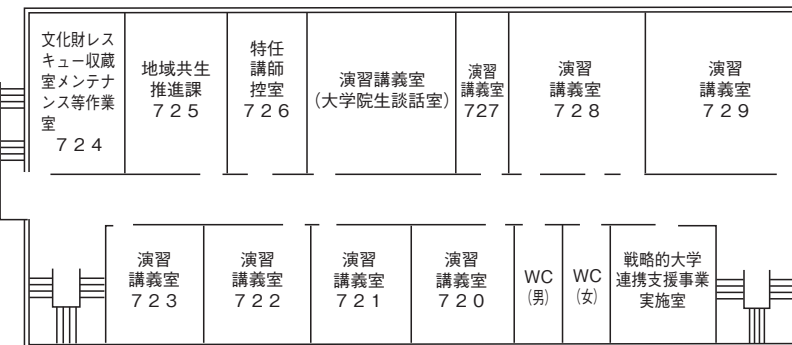 文化財レス
キュー収蔵
室メンテナ
ンス等作業
室
７２４
地域共生
推進課
７２５
特任
講師
控室
７２６
演習講義室
（大学院生談話室）
演習
講義室
727
演習
講義室
７２８
演習
講義室
７２９
演習
講義室
７２３
演習
講義室
７２２
演習
講義室
７２１
演習
講義室
７２０
WC
(男)
WC
(女)
戦略的大学
連携支援事業
実施室